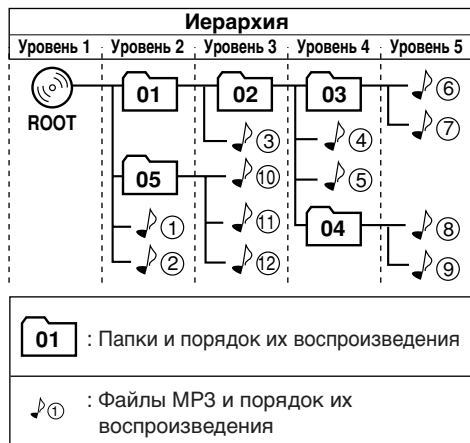 Иерархия
Уровень 1 Уровень 2 Уровень 3 Уровень 4 Уровень 5
01 02 03 ⑥
ROOT ③ ④ ⑦
05 ⑩ ⑤
① ⑪ 04 ⑧
② ⑫ ⑨
01 : Папки и порядок их воспроизведения
① : Файлы MP3 и порядок их
воспроизведения